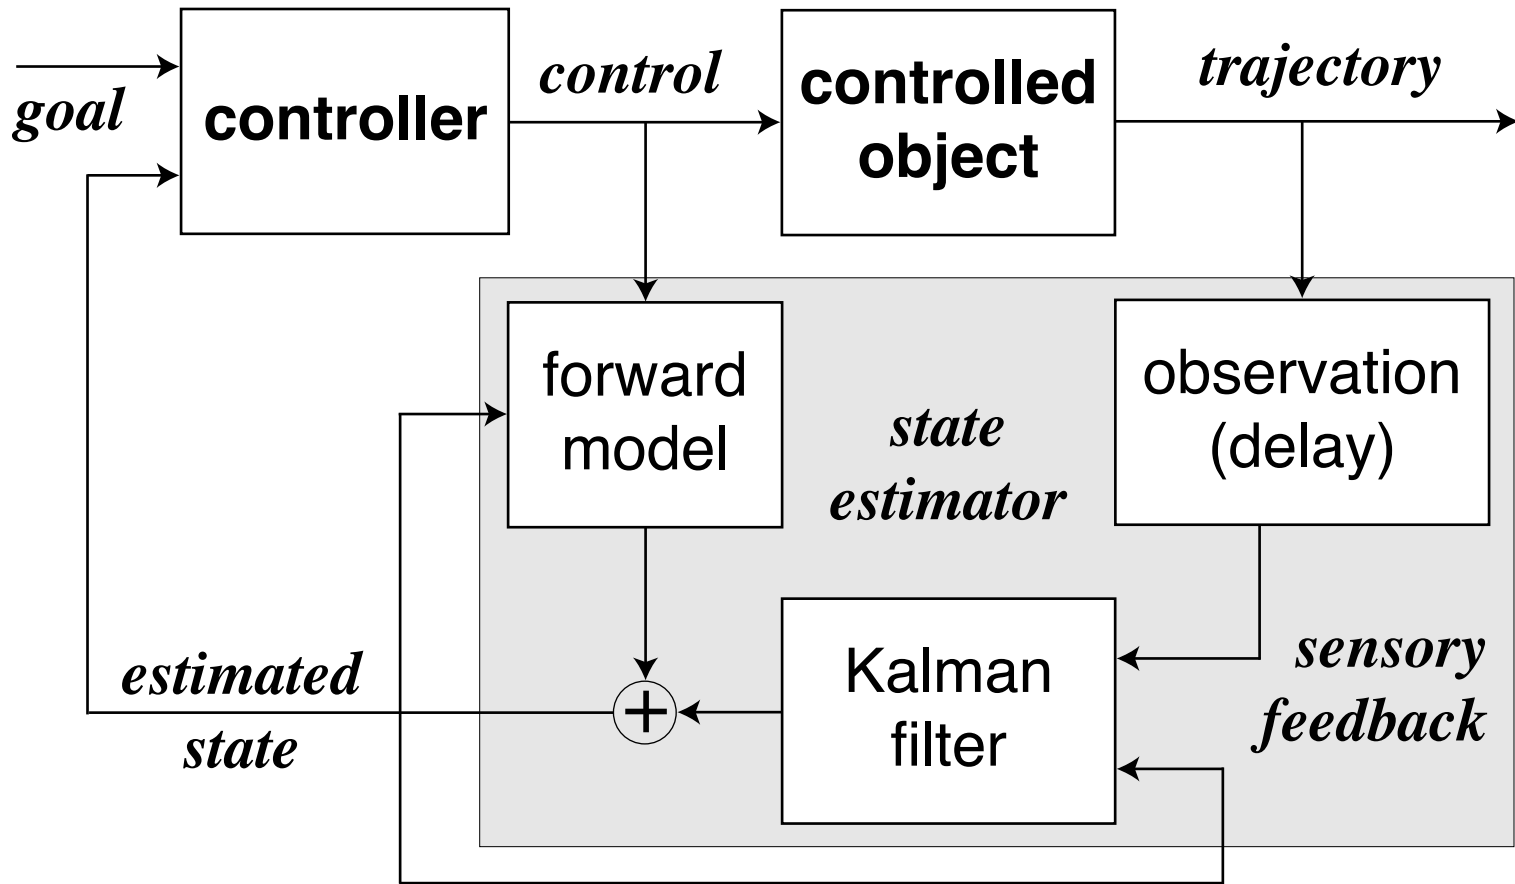 goal
controller
control
controlled
object
trajectory
forward
model
state
estimator
observation
(delay)
estimated
state
+
Kalman
filter
sensory
feedback